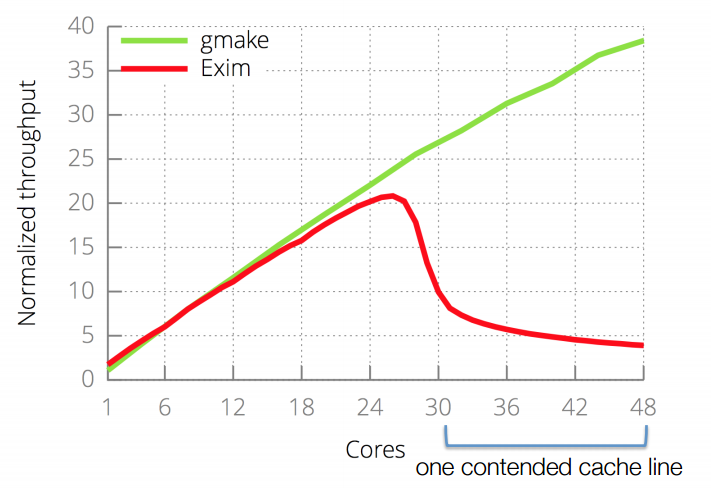 gmake
Exim
Normalized throughput
40
35
30
25
20
15
10
5
0
1 6 12 18 24 30 36 42 48
Cores
one contended cache line